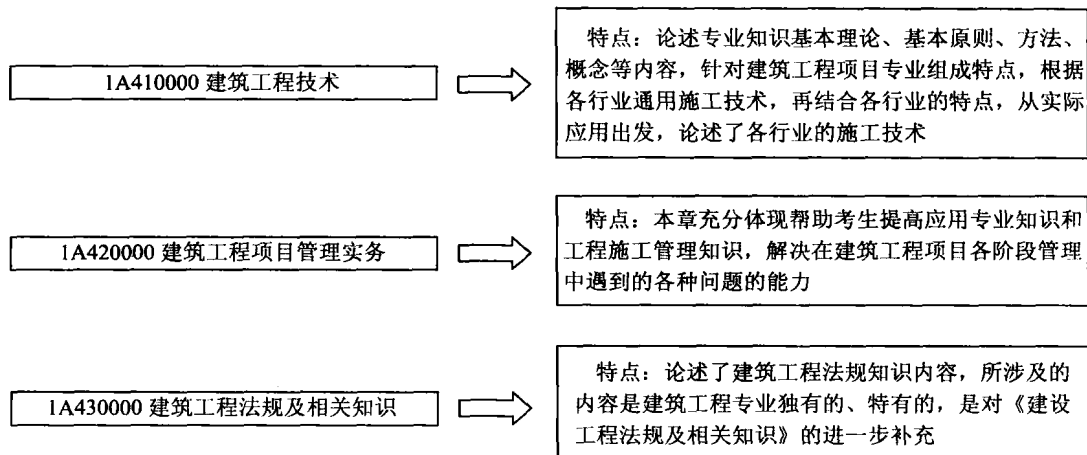 1A410000 建筑工程技术
特点：论述专业知识基本理论、基本原则、方法、
概念等内容，针对建筑工程项目专业组成特点，根据
各行业通用施工技术，再结合各行业的特点，从实际
应用出发，论述了各行业的施工技术
1A420000 建筑工程项目管理实务
特点：本章充分体现帮助考生提高应用专业知识和
工程施工管理知识，解决在建筑工程项目各阶段管理
中遇到的各种问题的能力
1A430000 建筑工程法规及相关知识
特点：论述了建筑工程法规知识内容，所涉及的
内容是建筑工程专业独有的、特有的，是对《建设
工程法规及相关知识》的进一步补充